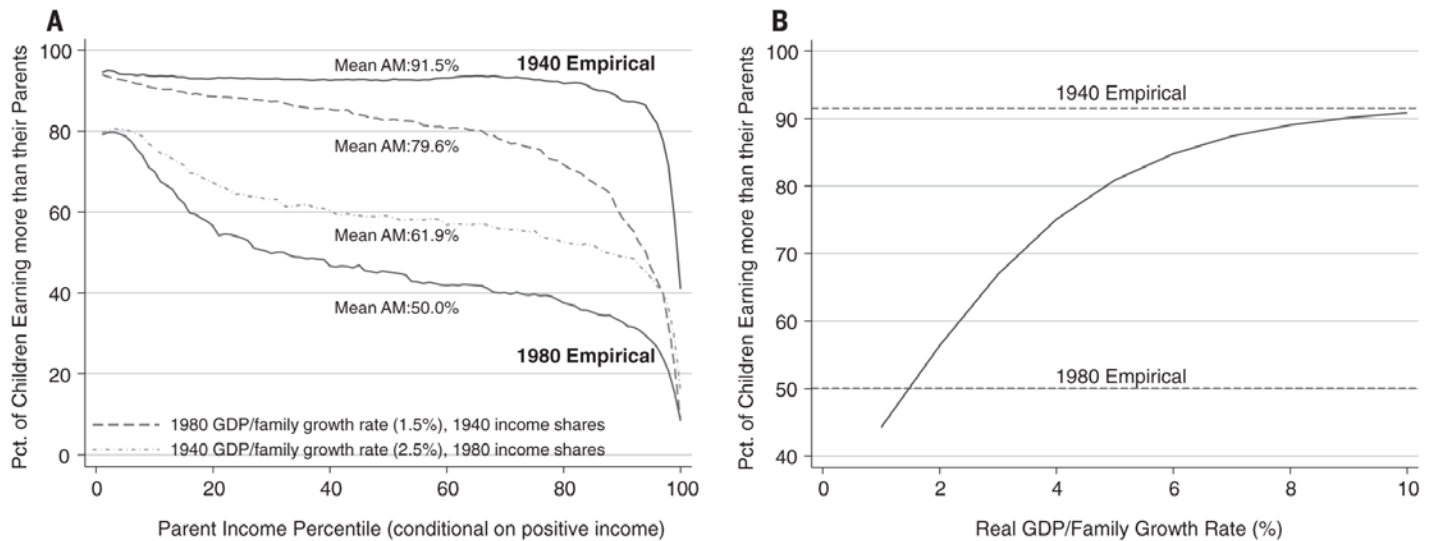 A
Pct. of Children Earning more than their Parents
100
80
60
40
20
0
Mean AM:91.5%
1940 Empirical
Mean AM:79.6%
Mean AM:61.9%
Mean AM:50.0%
1980 Empirical
1980 GDP/family growth rate (1.5%), 1940 income shares
1940 GDP/family growth rate (2.5%), 1980 income shares
0 20 40 60 80 100
Parent Income Percentile (conditional on positive income)
B
Pct. of Children Earning more than their Parents
100
90
80
70
60
50
40
1940 Empirical
1980 Empirical
0 2 4 6 8 10
Real GDP/Family Growth Rate (%)